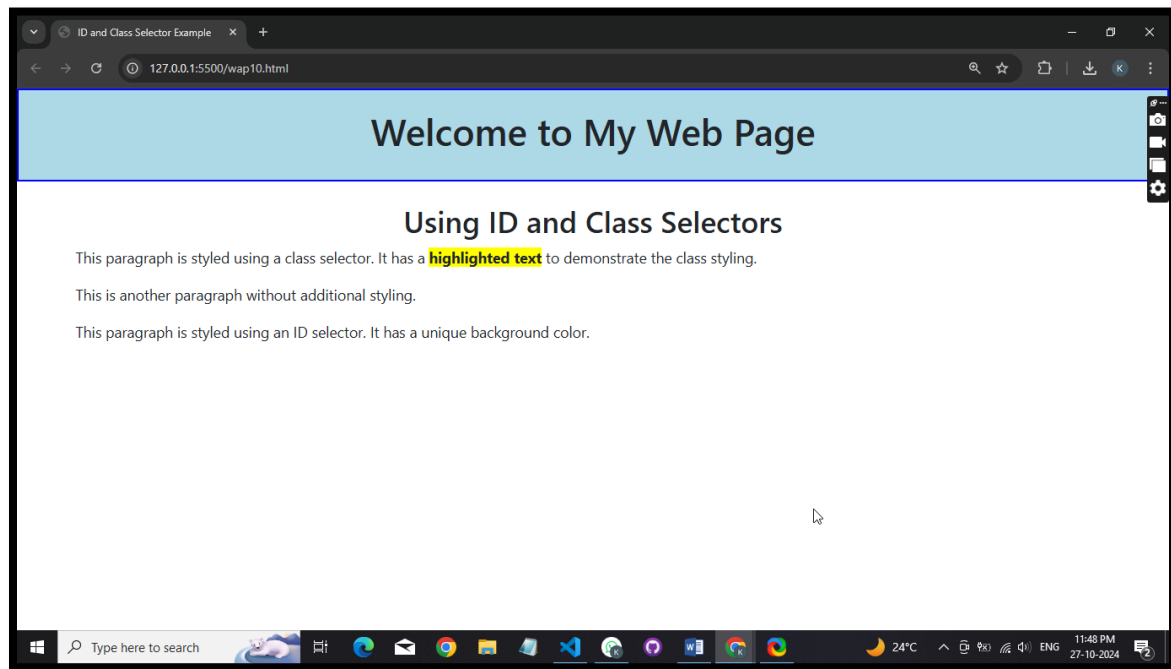 ID and Class Selector Example
127.0.0.1:5500/wap10.html
K
Welcome to My Web Page
Using ID and Class Selectors
This paragraph is styled using a class selector. It has a highlighted text to demonstrate the class styling.
This is another paragraph without additional styling.
This paragraph is styled using an ID selector. It has a unique background color.
Type here to search
24°C
ENG
11:48 PM
27-10-2024
2